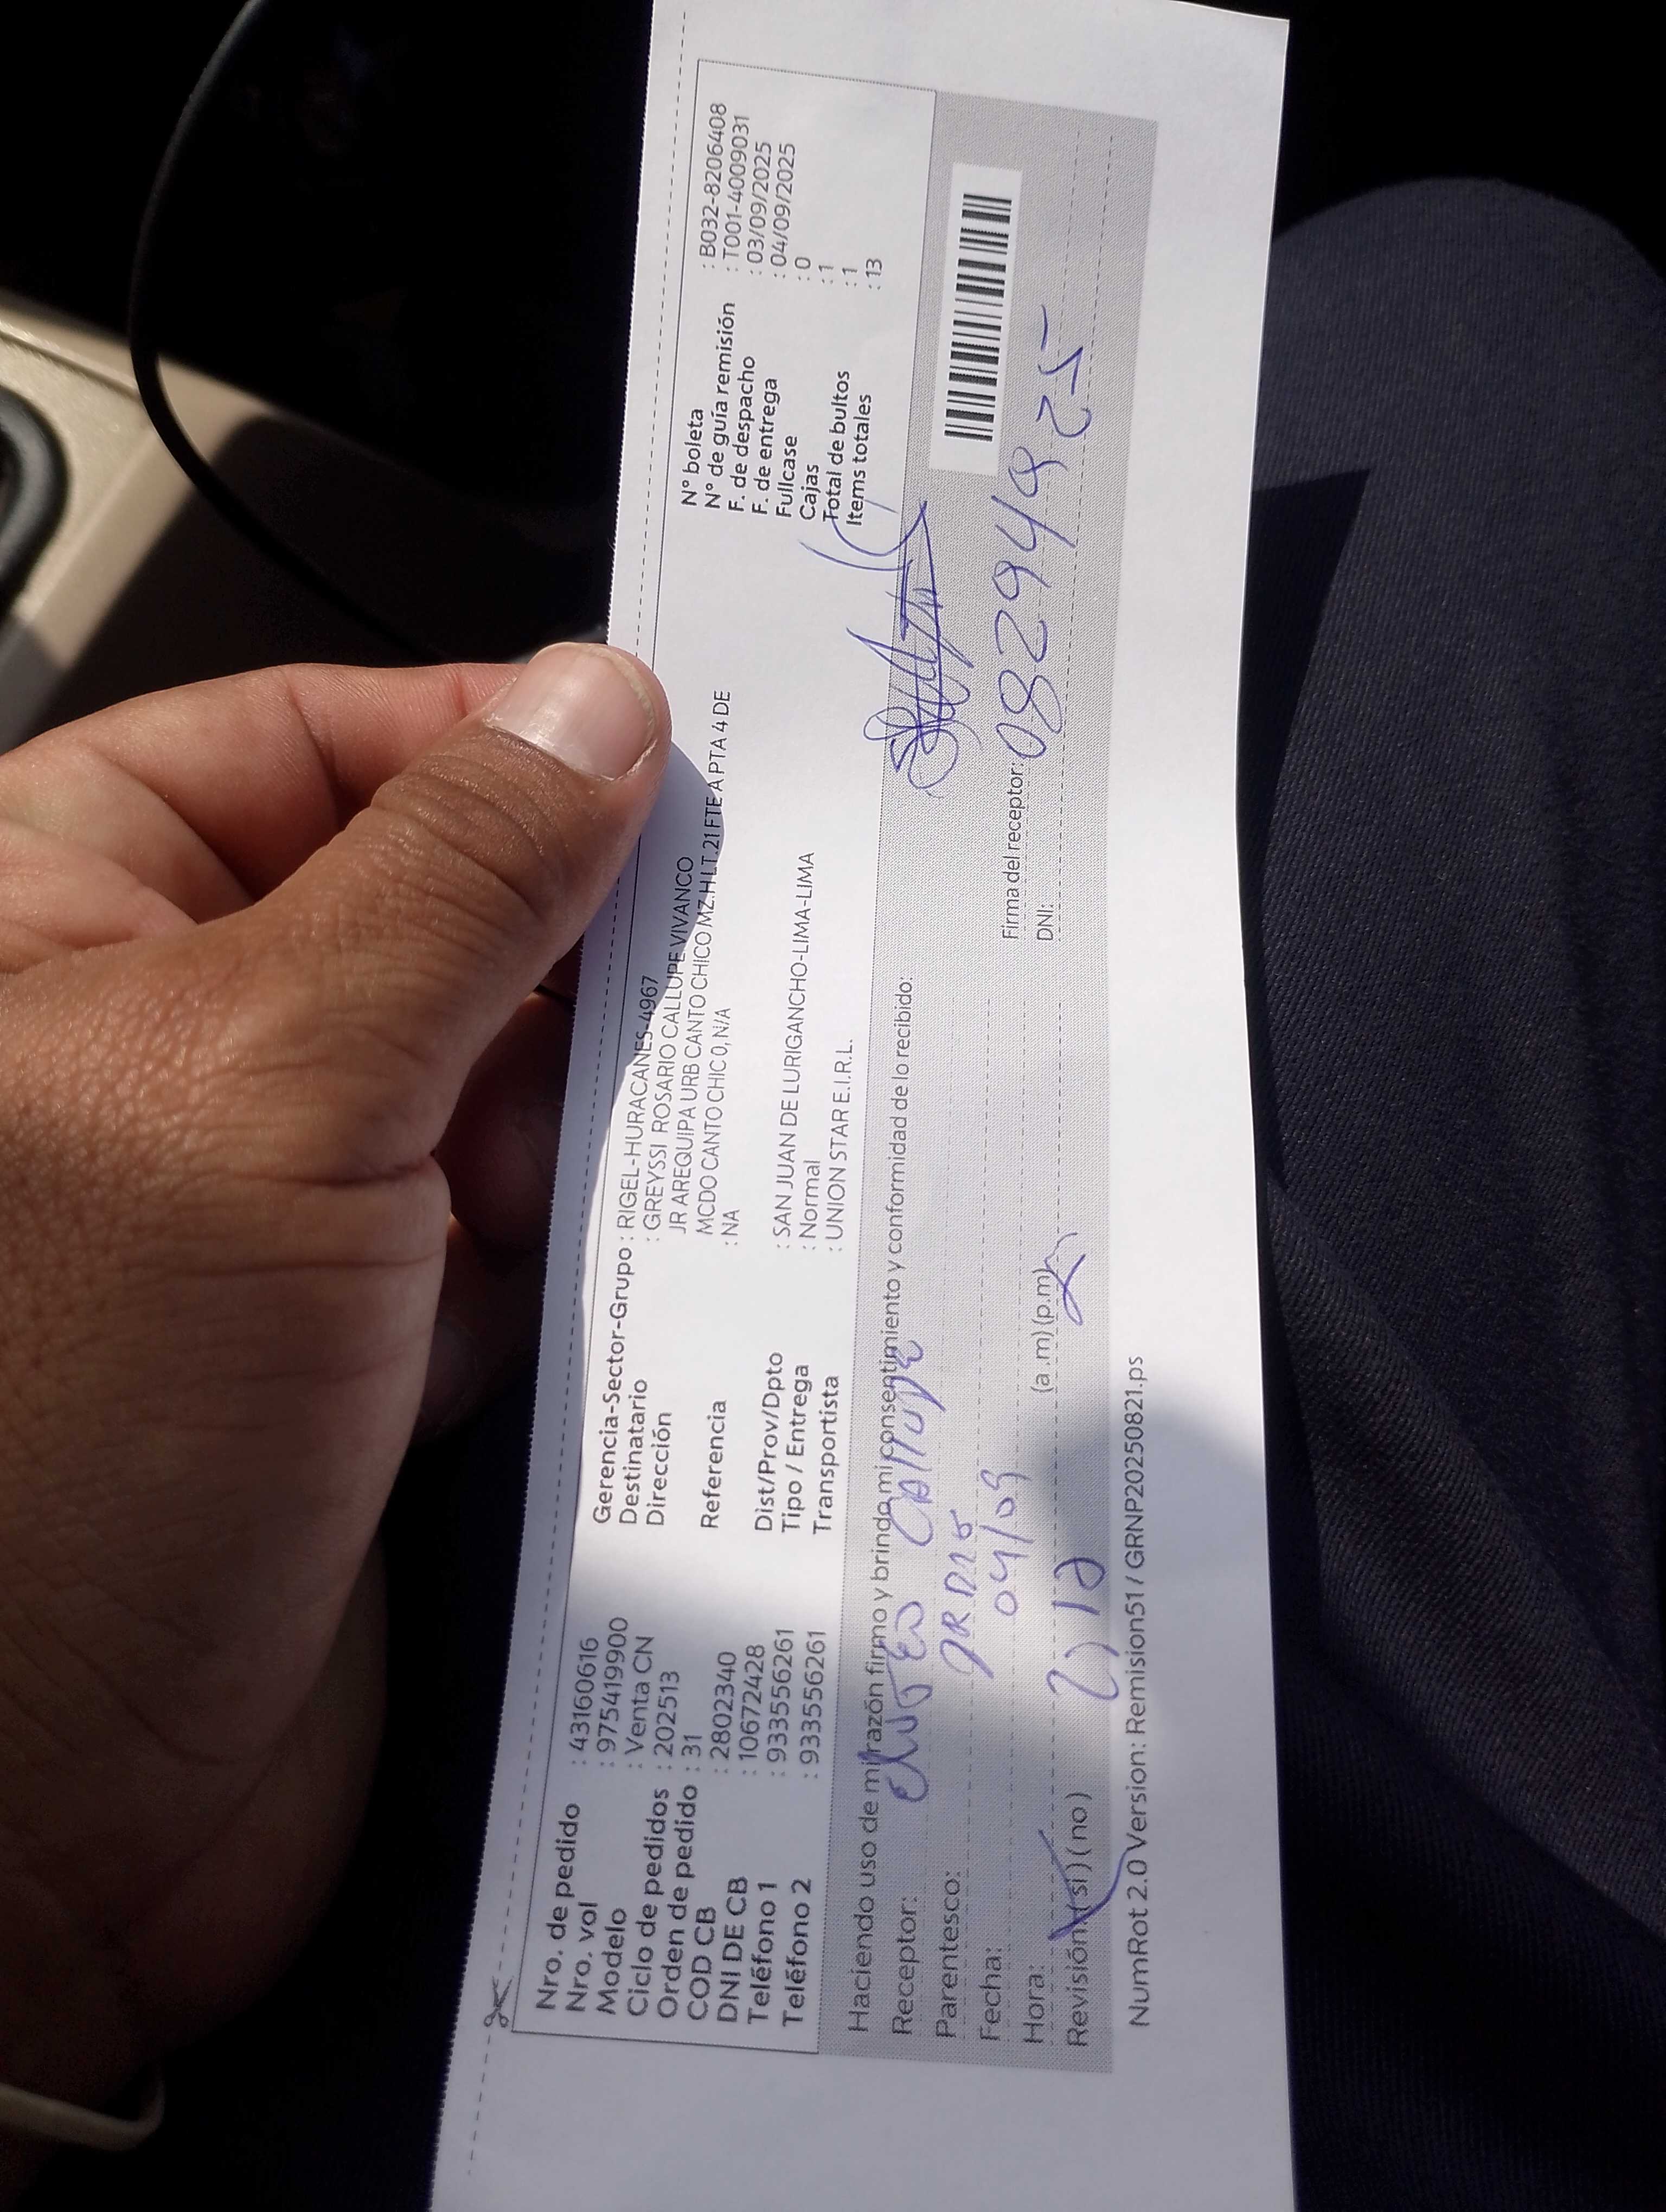 Nro. de pedido : 43160616
Nro. vol : 975419900
Modelo : Venta CN
Ciclo de pedidos : 202513
Orden de pedido : 31
COD CB : 2802340
DNI DE CB : 10672428
Teléfono 1 : 933556261
Teléfono 2 : 933556261
Gerencia-Sector-Grupo : RIGEL-HURACANES-4967
Destinatario : GREYSSI ROSARIO CALLUPE VIVANCO
Dirección JR AREQUIPA URB CANTO CHICO MZ.H LT.21 FTE A PTA 4 DE
MCDO CANTO CHICO, N/A
Referencia : NA
Dist/Prov/Dpto : SAN JUAN DE LURIGANCHO-LIMA-LIMA
Tipo / Entrega : Normal
Transportista : UNION STAR E.I.R.L.
N° boleta : B032-8206408
N° de guía remisión : T001-4009031
F. de despacho : 03/09/2025
F. de entrega : 04/09/2025
Fullcase : 0
Cajas : 1
Total de bultos : 1
Items totales : 13
Haciendo uso de mi razón firmo y brindo mi consentimiento y conformidad de lo recibido:
Receptor: Callupe
Parentesco:
Fecha: 04/09
Hora: 2,12 (a.m) (p.m)
Revisión: (si) (no)
Firma del receptor:
DNI: 082949 25
NumRot 2.0 Version: Remision51 / GRNP20250821.ps